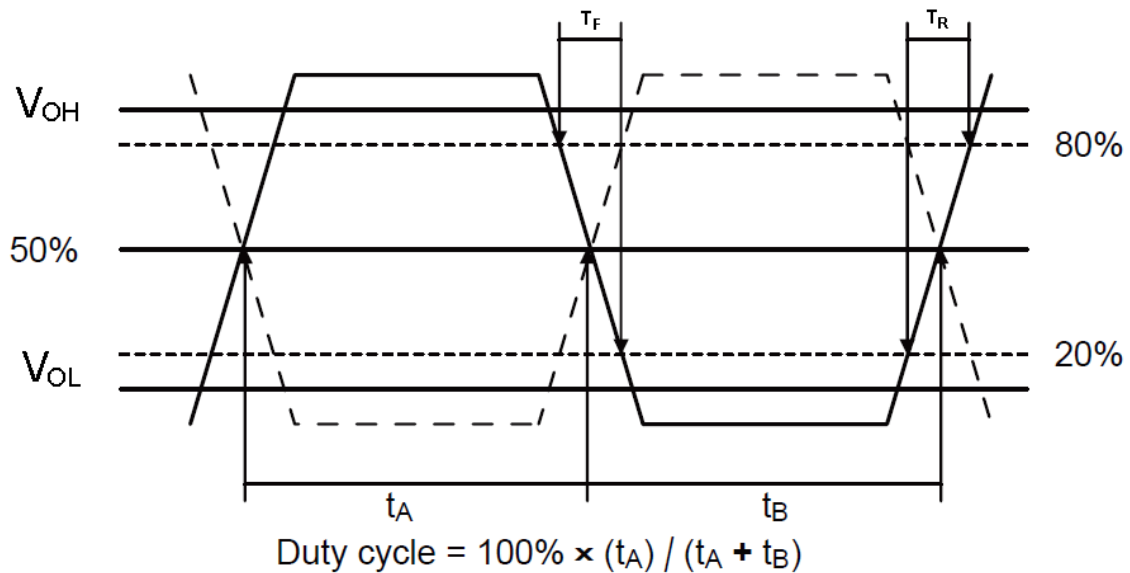 T_F
T_R
V_OH
80%
50%
20%
V_OL
t_A
t_B
Duty cycle = 100% × (t_A) / (t_A + t_B)